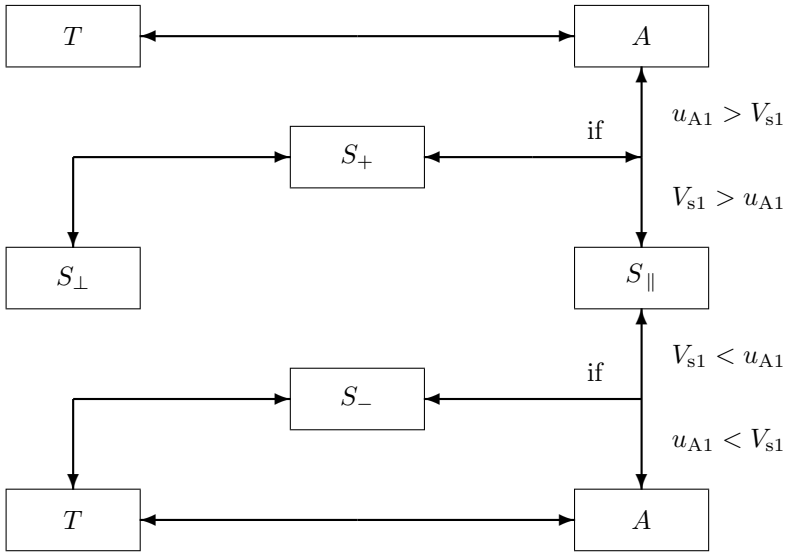 T A
u_A1 > V_s1
if
S_+
V_s1 > u_A1
S_⊥ S_∥
V_s1 < u_A1
if
S_−
u_A1 < V_s1
T A